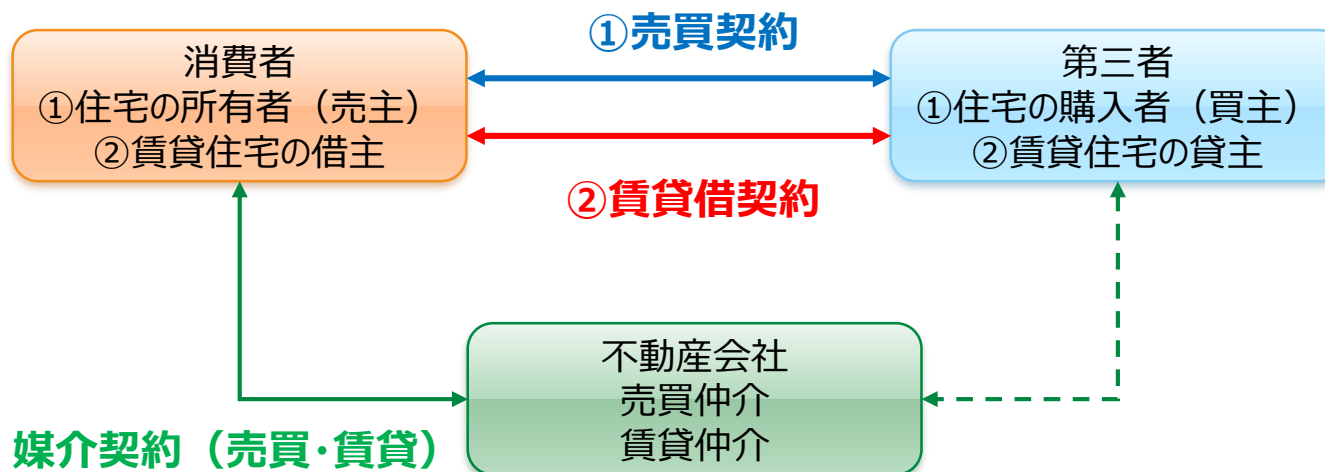 ①売買契約
消費者
①住宅の所有者（売主）
②賃貸住宅の借主
第三者
①住宅の購入者（買主）
②賃貸住宅の貸主
②賃貸借契約
不動産会社
売買仲介
賃貸仲介
媒介契約（売買･賃貸）